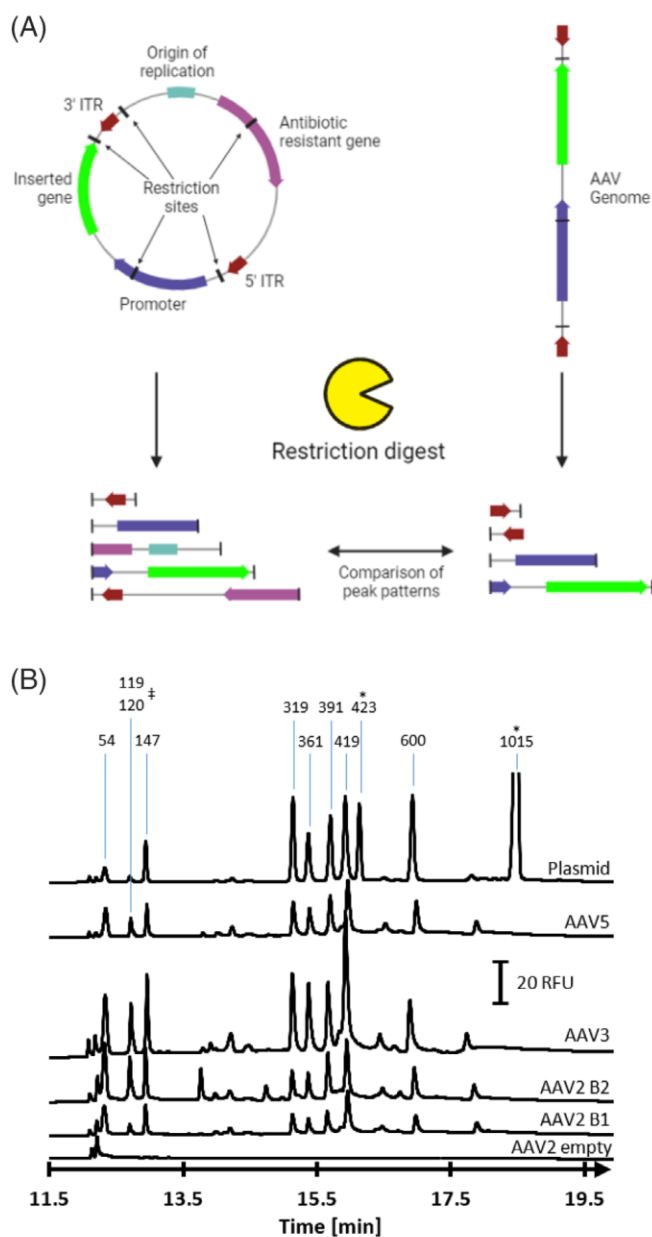 (A)
Origin of
replication
3' ITR
Antibiotic
resistant gene
Inserted
gene
Restriction
sites
AAV
Genome
5' ITR
Promoter
Restriction digest
Comparison of
peak patterns
(B)
119
120 ‡
319
391
*
423
54
147
361
419
600
*
1015
Plasmid
AAV5
20 RFU
AAV3
AAV2 B2
AAV2 B1
AAV2 empty
11.5 13.5 15.5 17.5 19.5
Time [min]